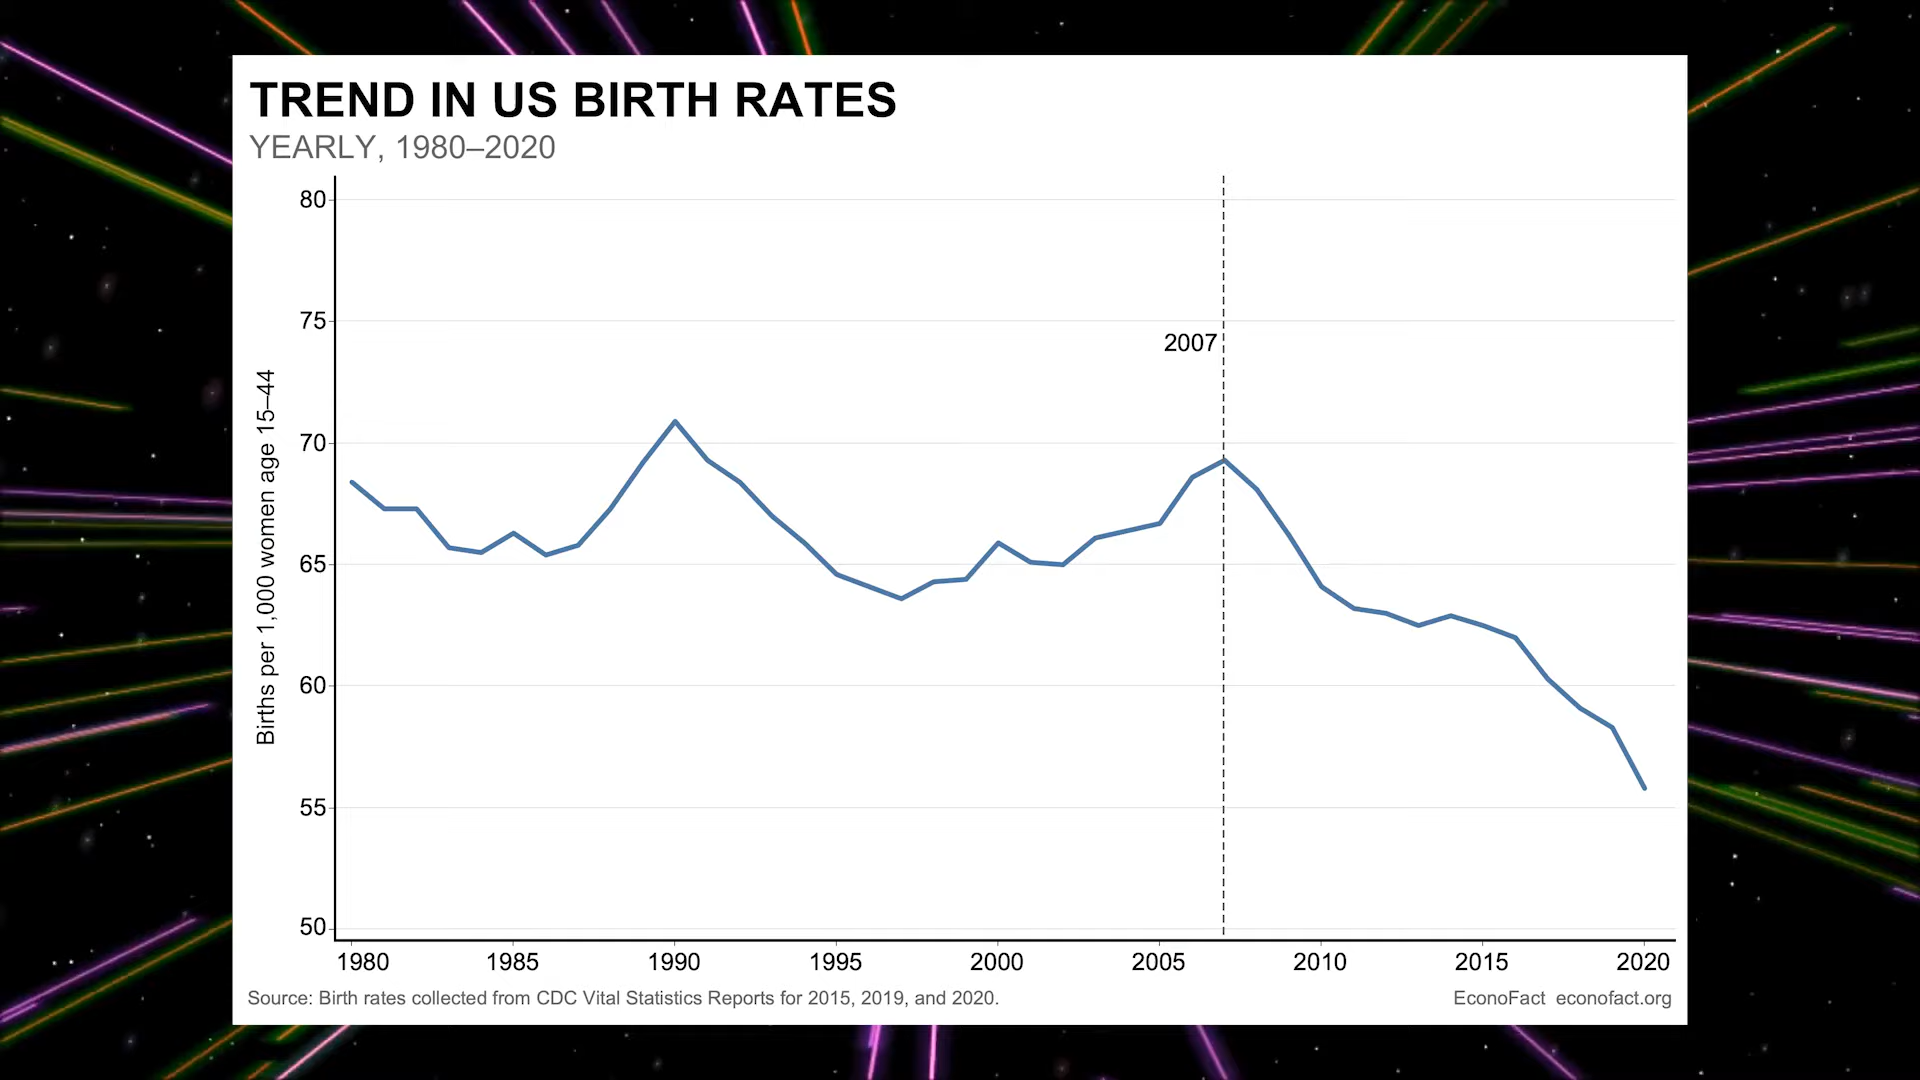 TREND IN US BIRTH RATES
YEARLY, 1980–2020
80
75
2007
70
65
60
55
50
Births per 1,000 women age 15–44
1980 1985 1990 1995 2000 2005 2010 2015 2020
Source: Birth rates collected from CDC Vital Statistics Reports for 2015, 2019, and 2020.
EconoFact econofact.org